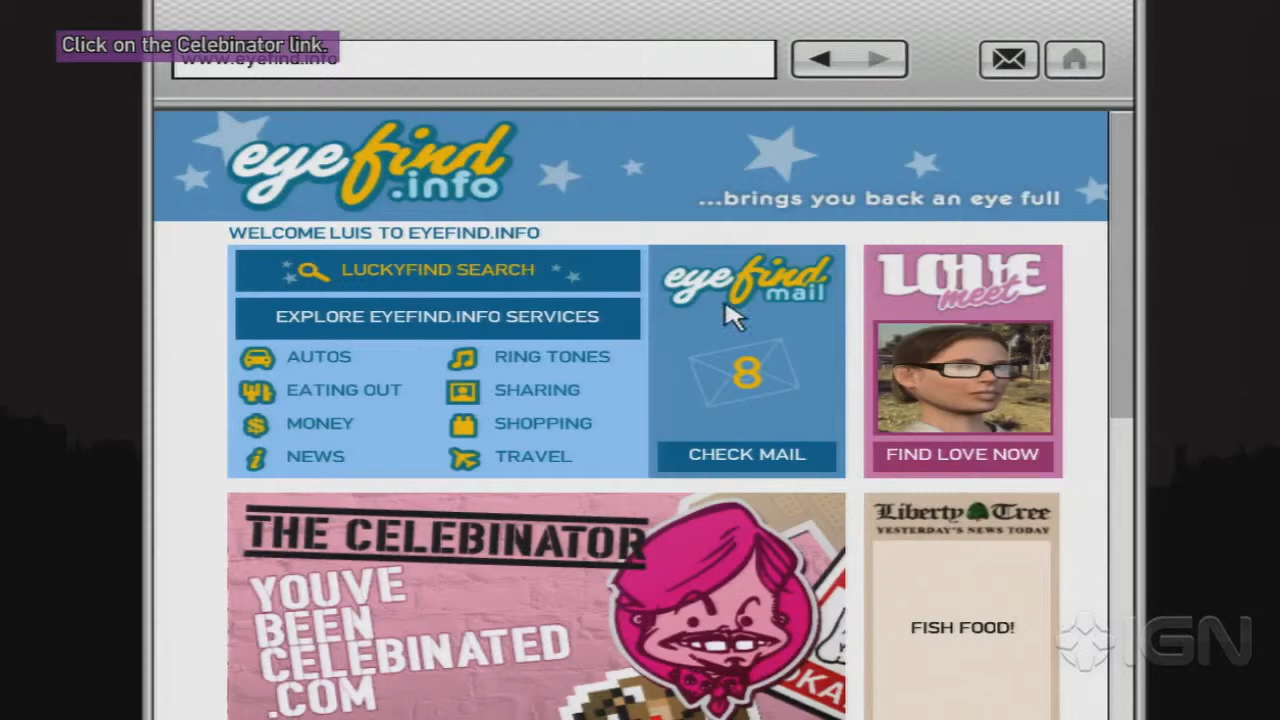 Click on the Celebinator link.
www.eyefind.info
eyefind
.info
...brings you back an eye full
WELCOME LUIS TO EYEFIND.INFO
LUCKYFIND SEARCH
EXPLORE EYEFIND.INFO SERVICES
AUTOS
RING TONES
EATING OUT
SHARING
MONEY
SHOPPING
NEWS
TRAVEL
eyefind
mail
8
CHECK MAIL
LOVE
meet
FIND LOVE NOW
THE CELEBINATOR
YOUVE
BEEN
CELEBINATED
.COM
Liberty Tree
YESTERDAY'S NEWS TODAY
FISH FOOD!
IGN